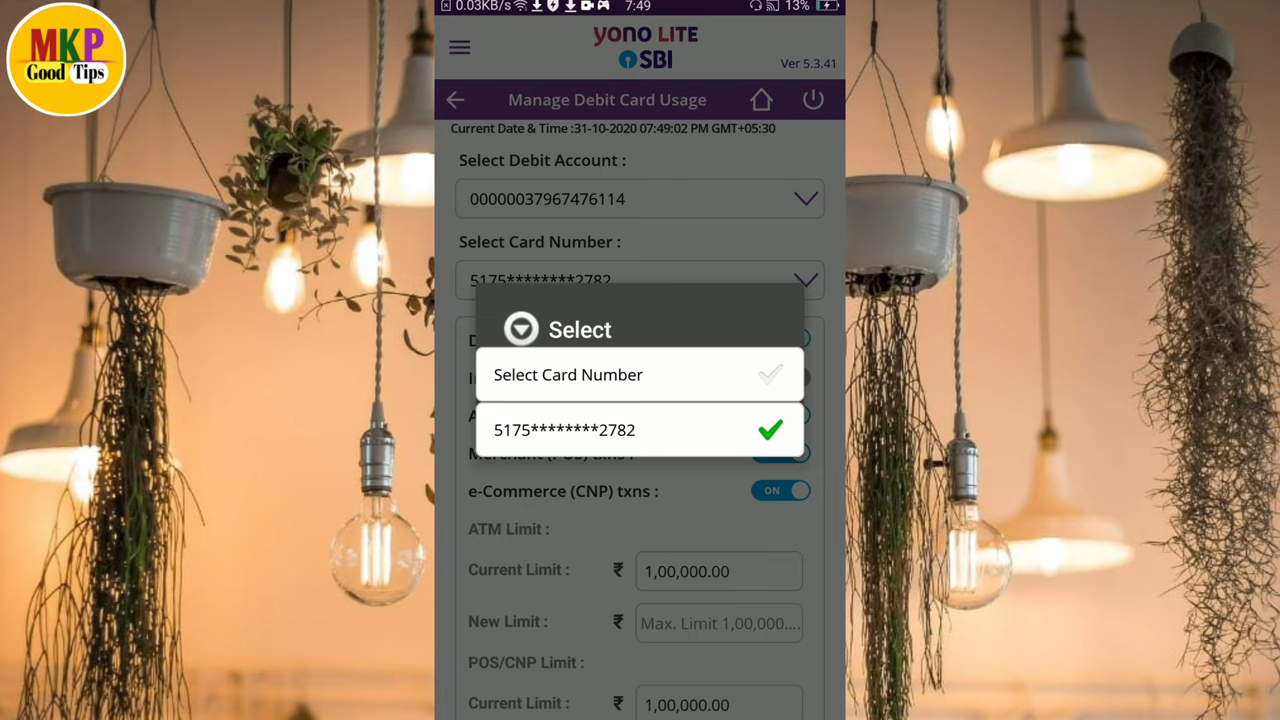 MKP
Good Tips
0.03KB/s 7:49 13%
yono LITE
SBI
Ver 5.3.41
Manage Debit Card Usage
Current Date & Time :31-10-2020 07:49:02 PM GMT+05:30
Select Debit Account :
00000037967476114
Select Card Number :
5175********2782
Select
Select Card Number
5175********2782
Merchant (POS) txns :
e-Commerce (CNP) txns : ON
ATM Limit :
Current Limit : ₹ 1,00,000.00
New Limit : ₹ Max. Limit 1,00,000....
POS/CNP Limit :
Current Limit : ₹ 1,00,000.00